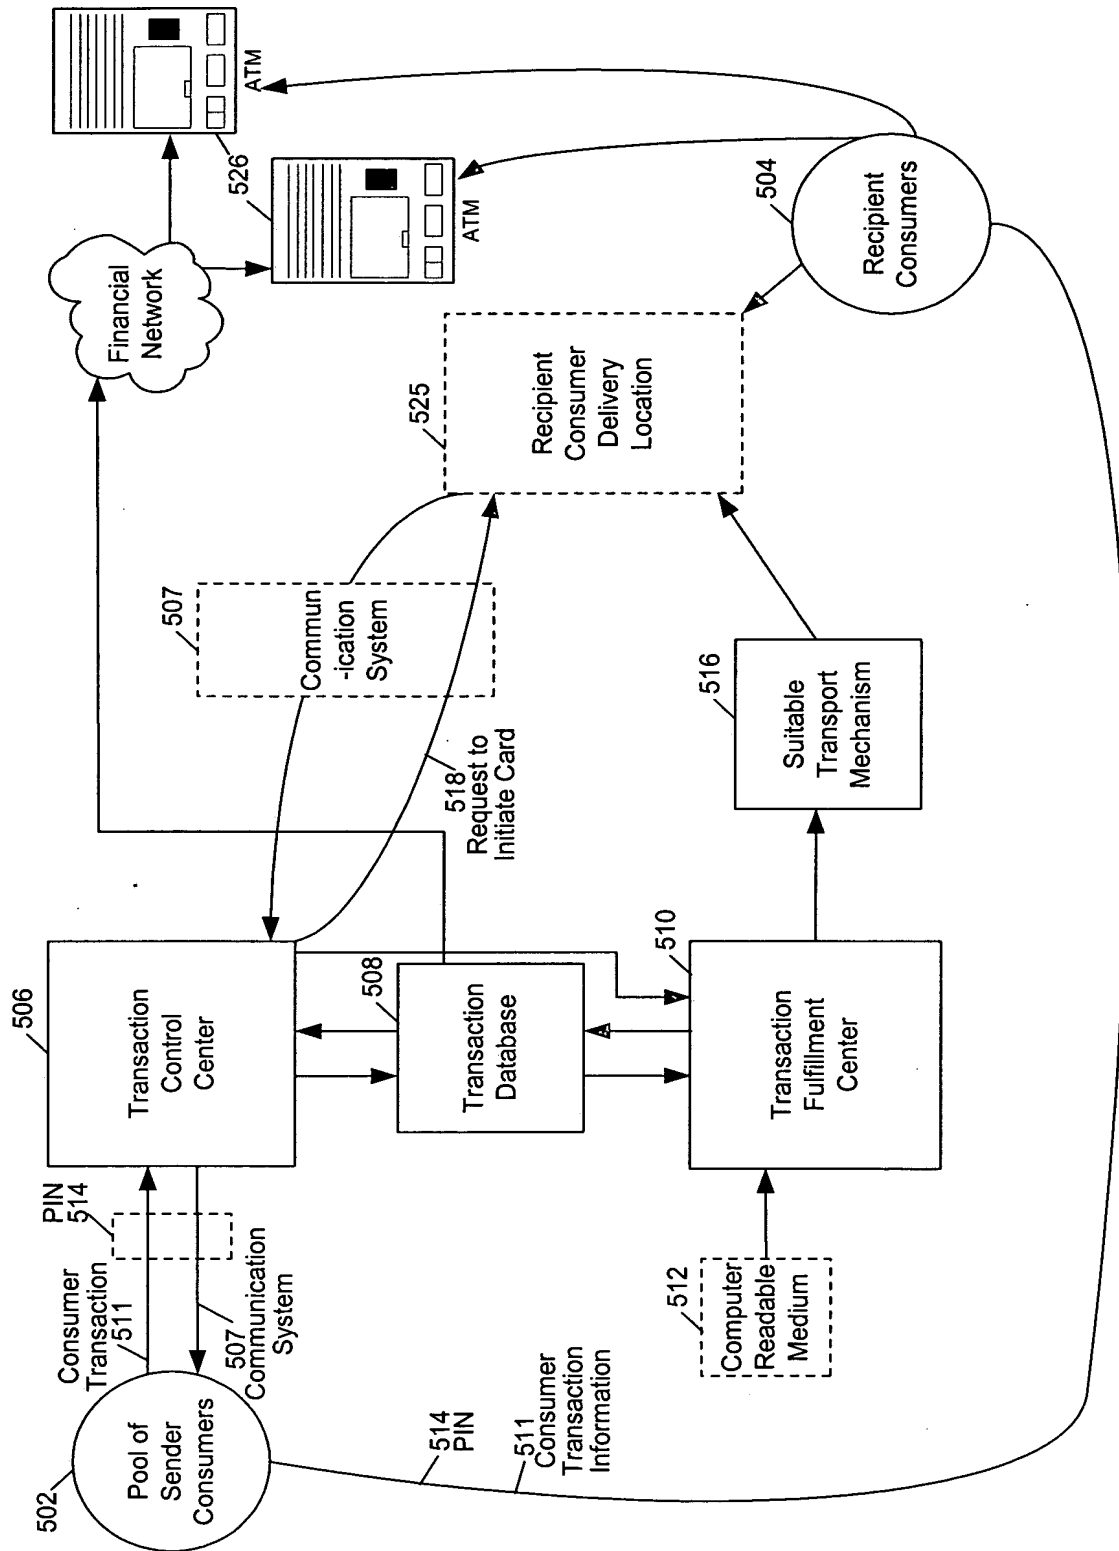 502
Pool of
Sender
Consumers
Consumer
Transaction
511
PIN
514
507
Communication
System
506
Transaction
Control
Center
508
Transaction
Database
510
Transaction
Fulfillment
Center
512
Computer
Readable
Medium
514
PIN
511
Consumer
Transaction
Information
516
Suitable
Transport
Mechanism
518
Request to
Initiate Card
507
Commun
-ication
System
525
Recipient
Consumer
Delivery
Location
Financial
Network
526
ATM
ATM
504
Recipient
Consumers